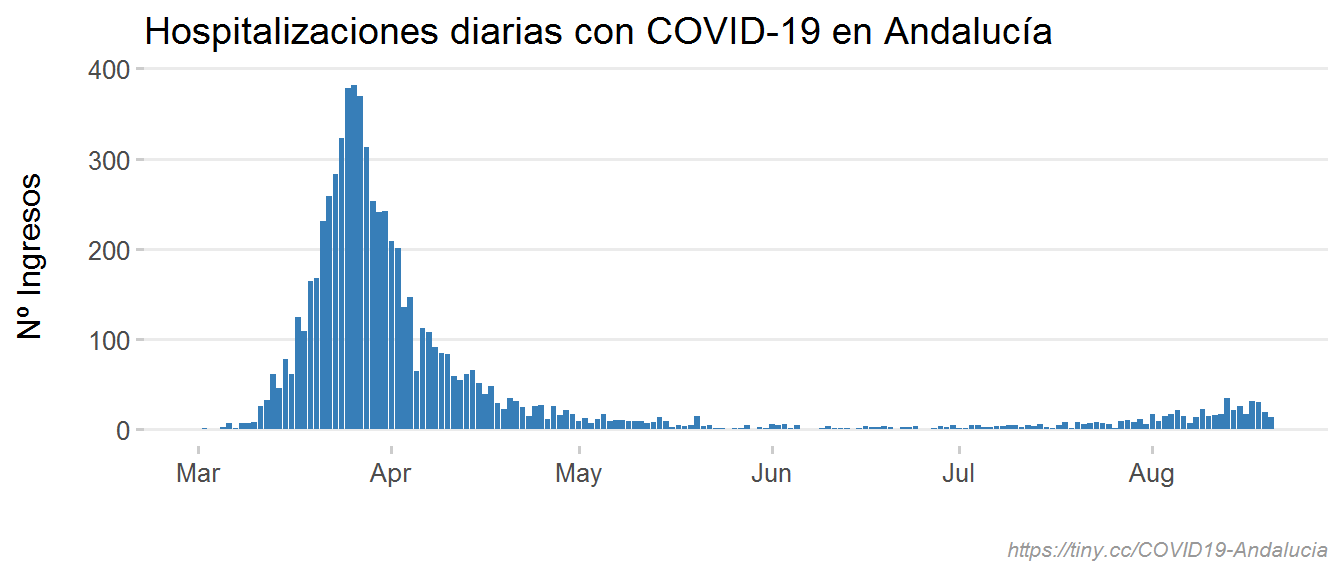 Hospitalizaciones diarias con COVID-19 en Andalucía
Nº Ingresos
400
300
200
100
0
Mar Apr May Jun Jul Aug
https://tiny.cc/COVID19-Andalucia